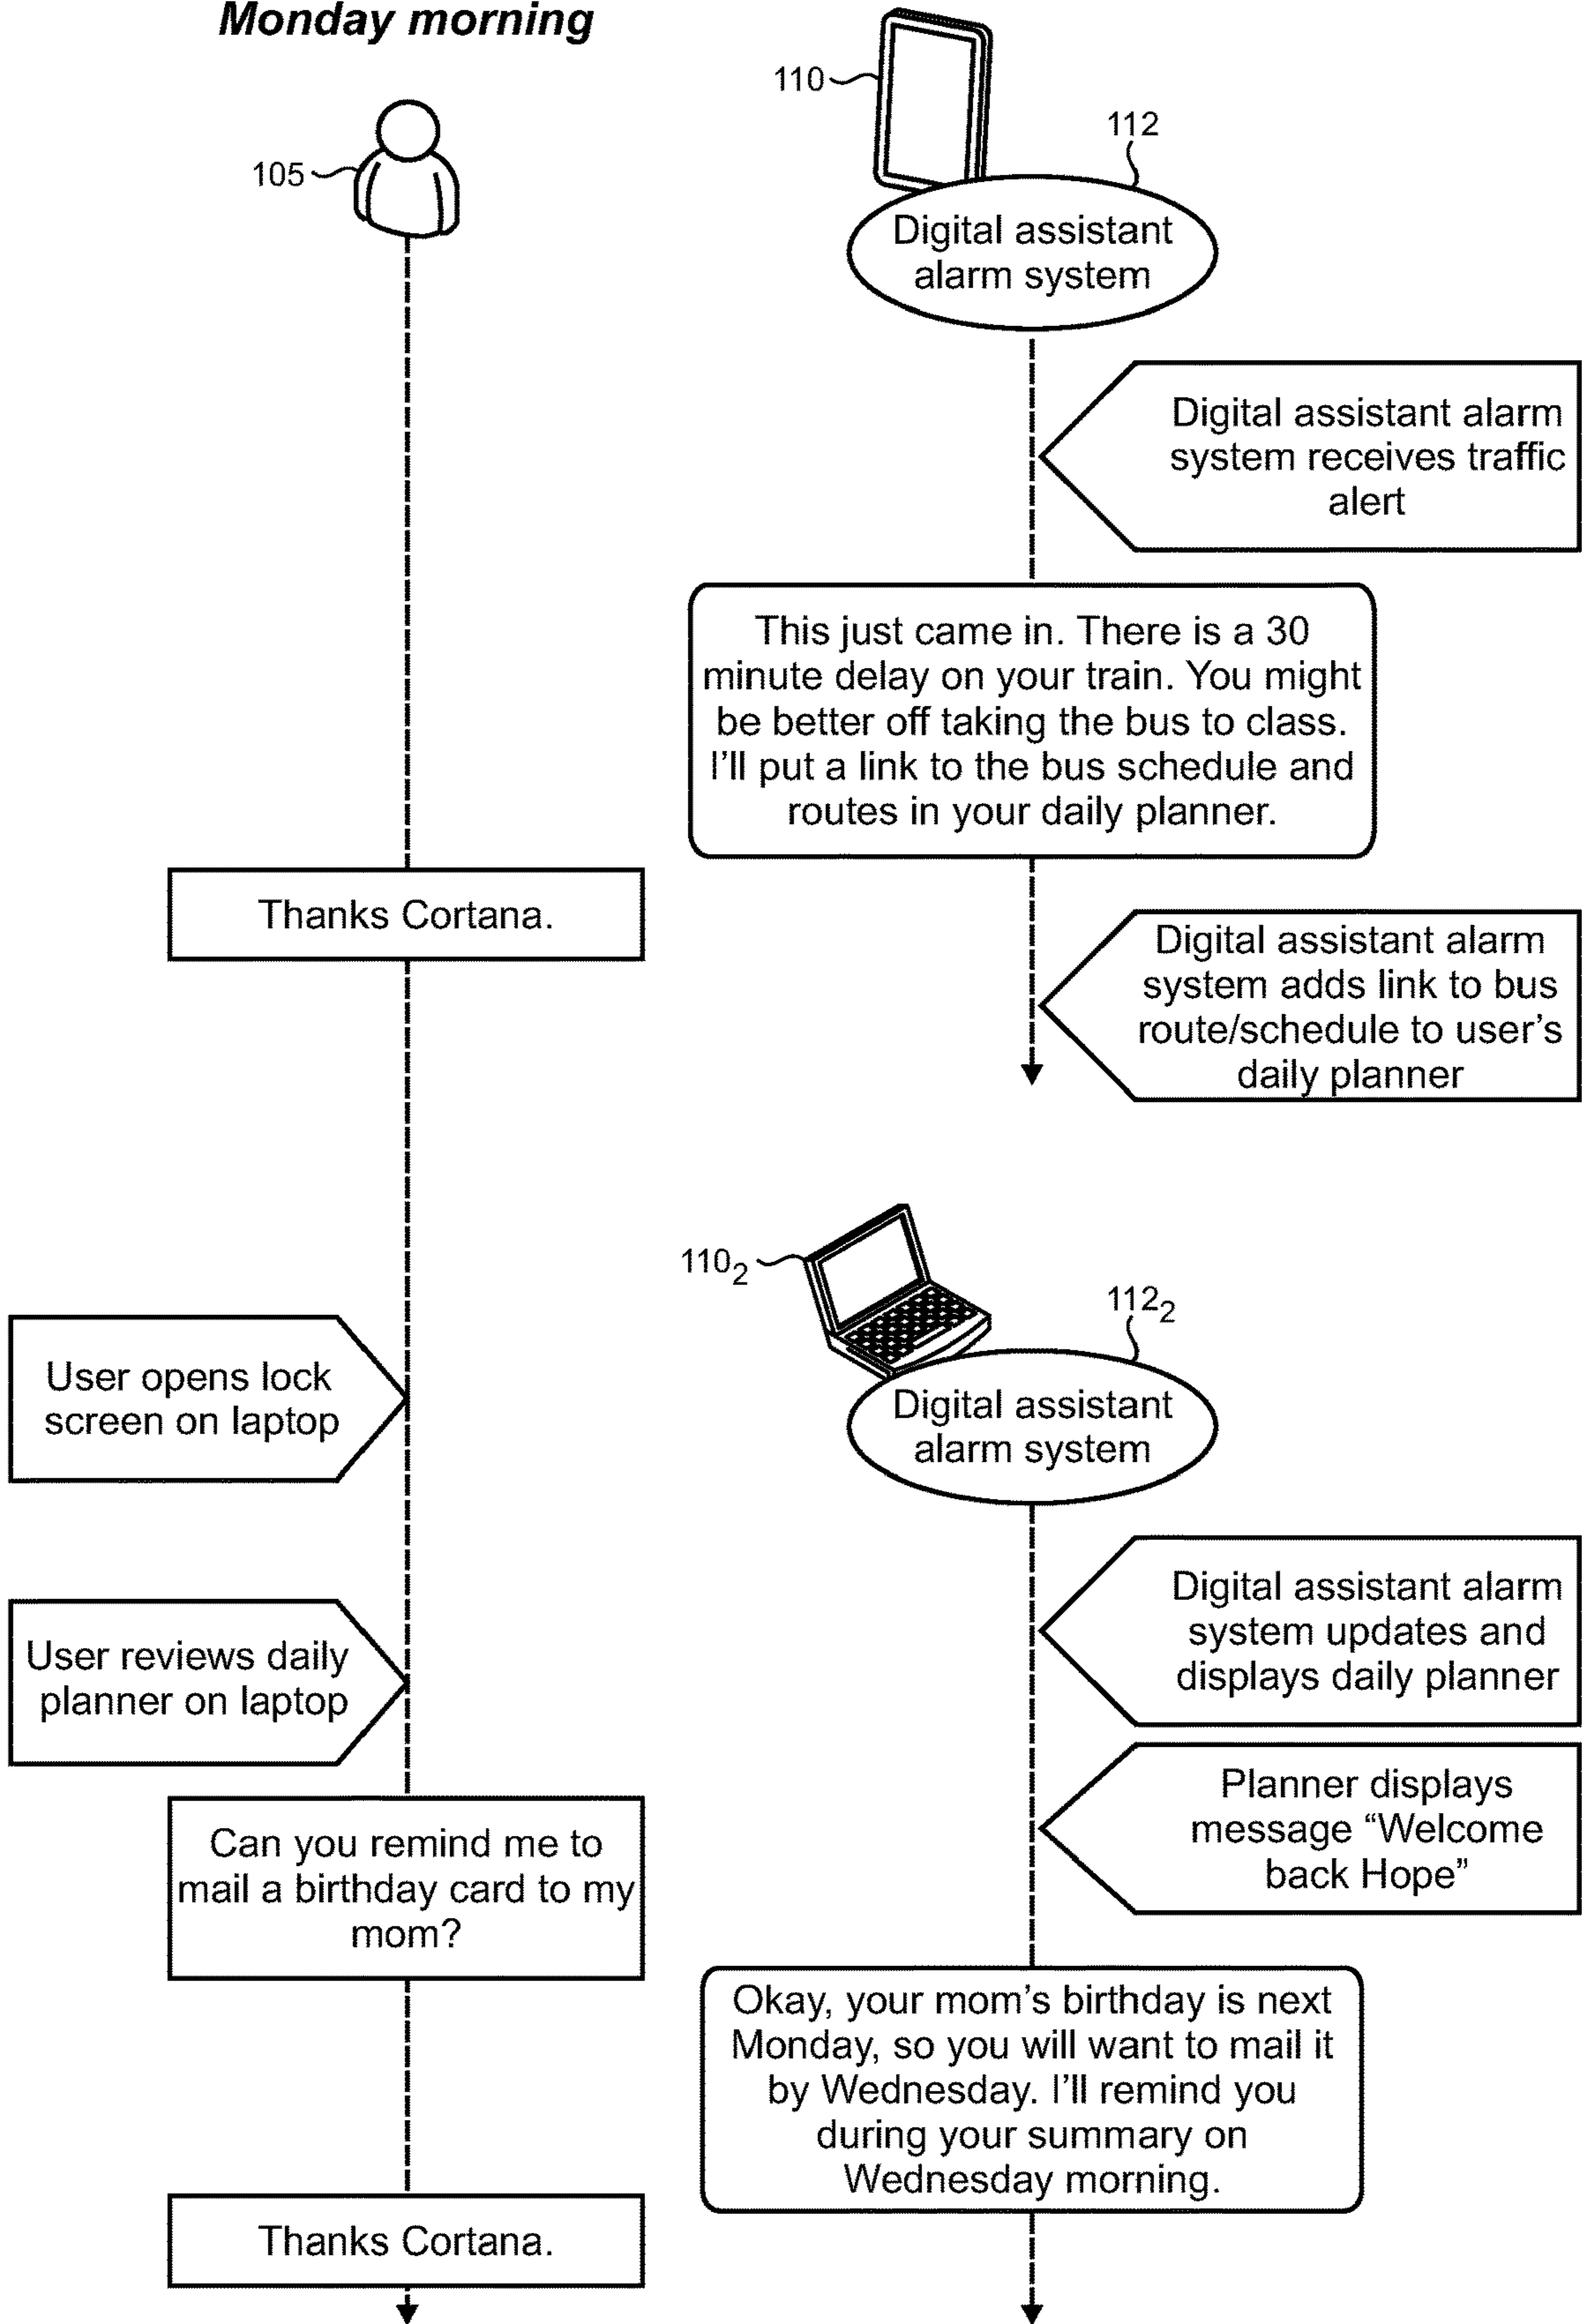 Monday morning
110
112
105
Digital assistant
alarm system
Digital assistant alarm
system receives traffic
alert
This just came in. There is a 30
minute delay on your train. You might
be better off taking the bus to class.
I’ll put a link to the bus schedule and
routes in your daily planner.
Thanks Cortana.
Digital assistant alarm
system adds link to bus
route/schedule to user’s
daily planner
110₂
112₂
User opens lock
screen on laptop
Digital assistant
alarm system
Digital assistant alarm
system updates and
displays daily planner
User reviews daily
planner on laptop
Planner displays
message “Welcome
back Hope”
Can you remind me to
mail a birthday card to my
mom?
Okay, your mom’s birthday is next
Monday, so you will want to mail it
by Wednesday. I’ll remind you
during your summary on
Wednesday morning.
Thanks Cortana.